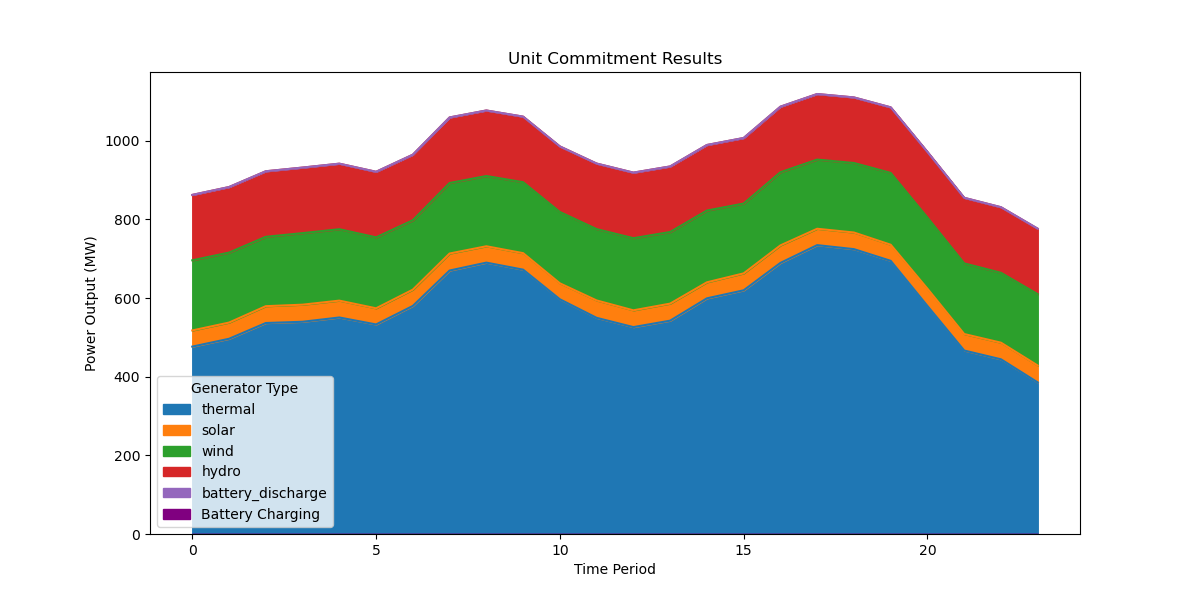 Unit Commitment Results
Power Output (MW)
1000
800
600
400
200
0
Generator Type
thermal
solar
wind
hydro
battery_discharge
Battery Charging
0 5 10 15 20
Time Period